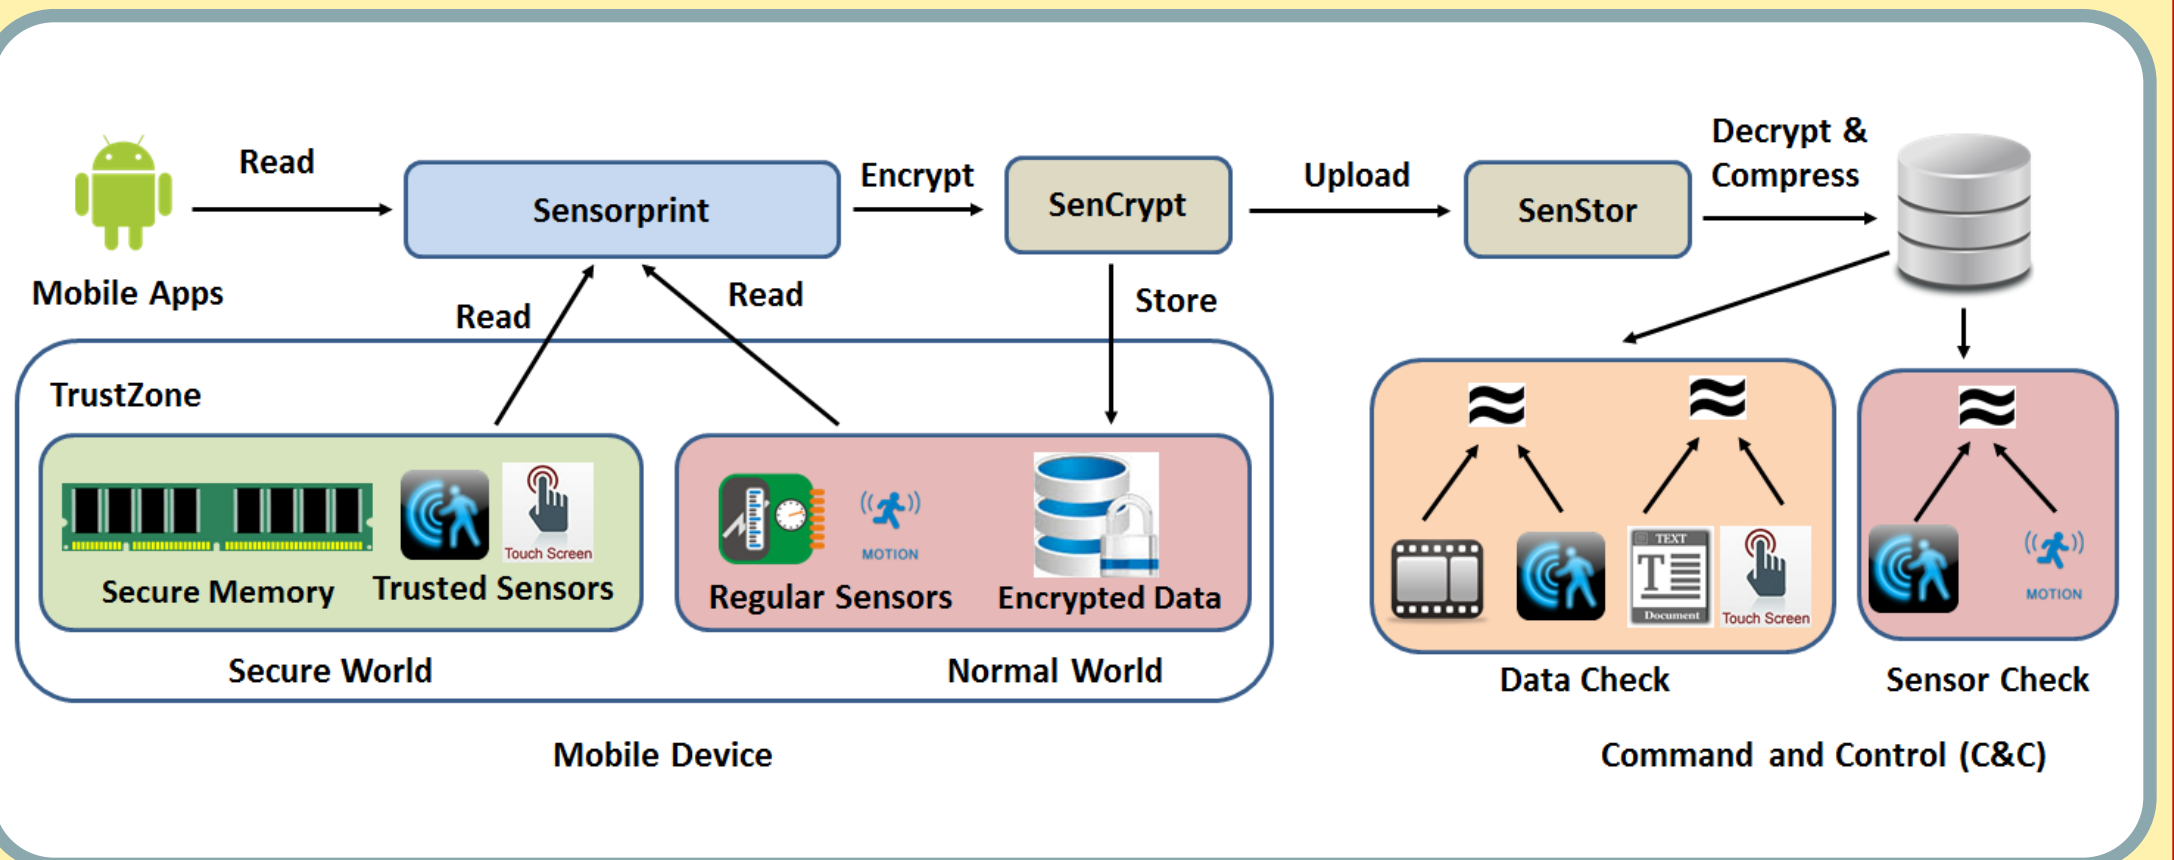 Decrypt &
Compress
Read
Sensorprint
Encrypt
SenCrypt
Upload
SenStor
Mobile Apps
Read
Read
Store
TrustZone
Touch Screen
MOTION
Secure Memory
Trusted Sensors
Regular Sensors
Encrypted Data
Secure World
Normal World
Mobile Device
TEXT
T
Document
Touch Screen
MOTION
Data Check
Sensor Check
Command and Control (C&C)